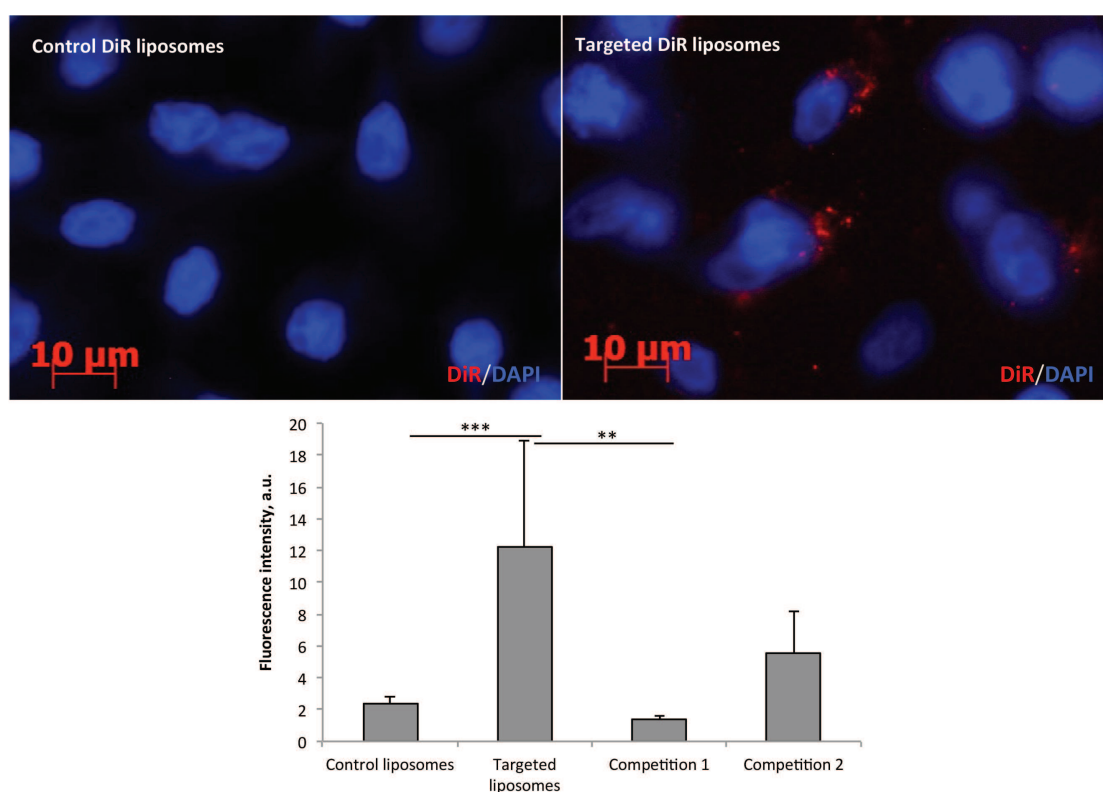 Control DiR liposomes
10 µm
DiR/DAPI
Targeted DiR liposomes
10 µm
DiR/DAPI
Fluorescence intensity, a.u.
20
18
16
14
12
10
8
6
4
2
0
***
**
Control liposomes
Targeted
liposomes
Competition 1
Competition 2